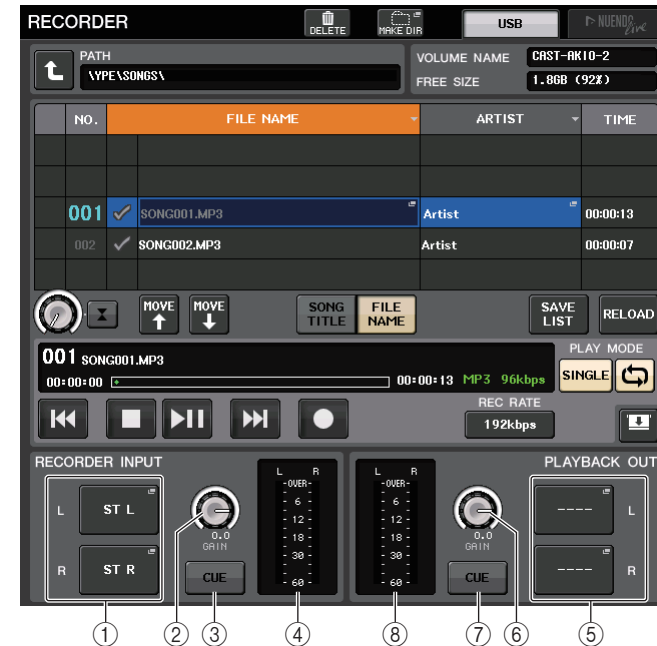 RECORDER
DELETE
MAKE DIR
USB
NUENDO live
PATH
\YPE\SONGS\
VOLUME NAME CAST-AKIO-2
FREE SIZE 1.8GB (92%)
NO. FILE NAME ARTIST TIME
001 SONG001.MP3 Artist 00:00:13
002 SONG002.MP3 Artist 00:00:07
MOVE
MOVE
SONG TITLE
FILE NAME
SAVE LIST
RELOAD
001 SONG001.MP3
00:00:00 00:00:13 MP3 96kbps
PLAY MODE
SINGLE
REC RATE
192kbps
RECORDER INPUT
L ST L
R ST R
0.0
GAIN
CUE
L R
-OVER-
- 6 -
- 12 -
- 18 -
- 30 -
- 60 -
PLAYBACK OUT
L R
-OVER-
- 6 -
- 12 -
- 18 -
- 30 -
- 60 -
0.0
GAIN
CUE
---- L
---- R
① ② ③ ④ ⑧ ⑦ ⑥ ⑤